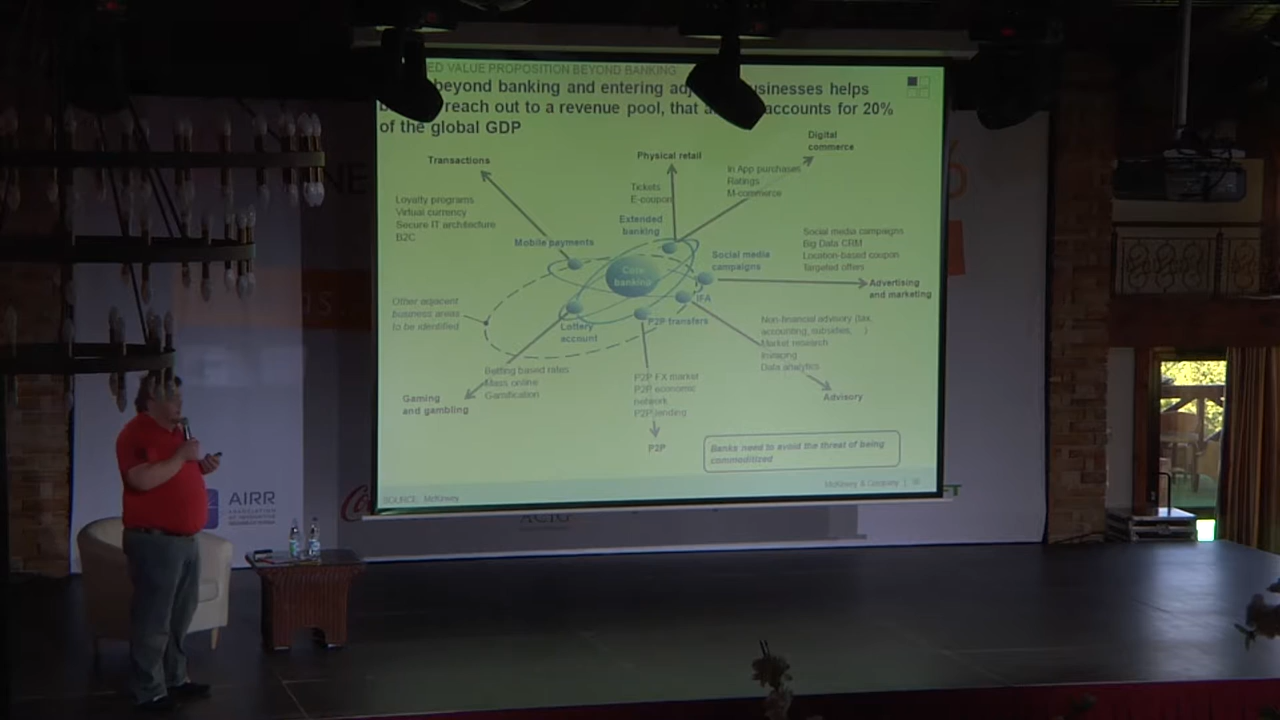 ED VALUE PROPOSITION BEYOND BANKING
beyond banking and entering usinesses helps
reach out to a revenue pool, that accounts for 20%
of the global GDP
Digital
commerce
Transactions
Physical retail
In App purchases
Ratings
M-commerce
Tickets
E-coupon
Loyalty programs
Virtual currency
Secure IT architecture
B2C
Extended
banking
Social media campaigns
Big Data CRM
Location-based coupon
Targeted offers
Mobile payments
Social media
campaigns
Core
banking
Advertising
and marketing
IFA
Other adjacent
business areas
to be identified
P2P transfers
Lottery
account
Non-financial advisory (tax,
accounting, subsidies, )
Market research
Invoicing
Data analytics
Betting based rates
Mass online
Gamification
P2P FX market
P2P economic
network
P2P lending
Gaming
and gambling
Advisory
P2P
Banks need to avoid the threat of being
commoditized
McKinsey & Company
SOURCE: McKinsey
AIRR